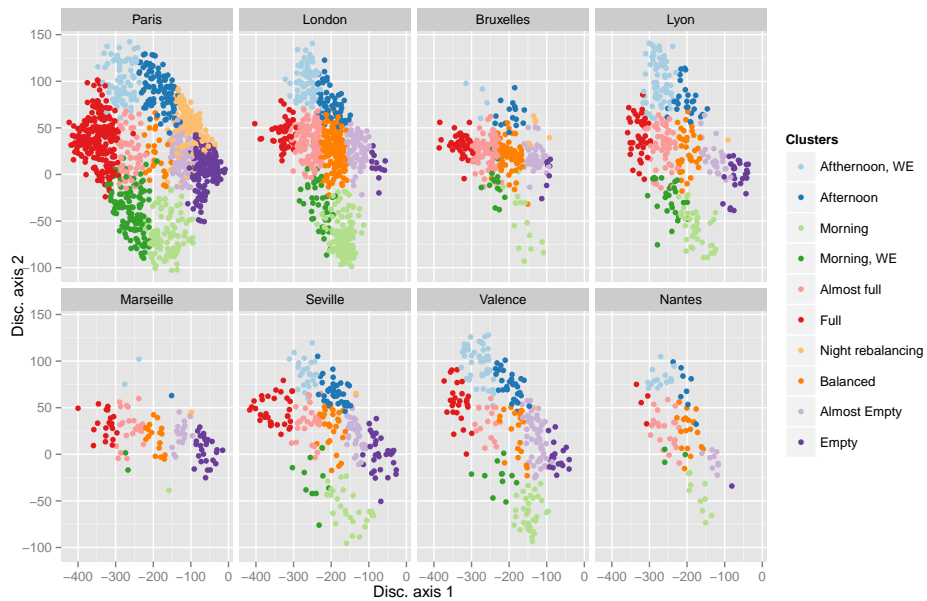 Paris London Bruxelles Lyon
150
100
50
0
−50
−100
Marseille Seville Valence Nantes
150
100
50
0
−50
−100
−400 −300 −200 −100 0 −400 −300 −200 −100 0 −400 −300 −200 −100 0 −400 −300 −200 −100 0
Disc. axis 1
Disc. axis 2
Clusters
Afthernoon, WE
Afternoon
Morning
Morning, WE
Almost full
Full
Night rebalancing
Balanced
Almost Empty
Empty